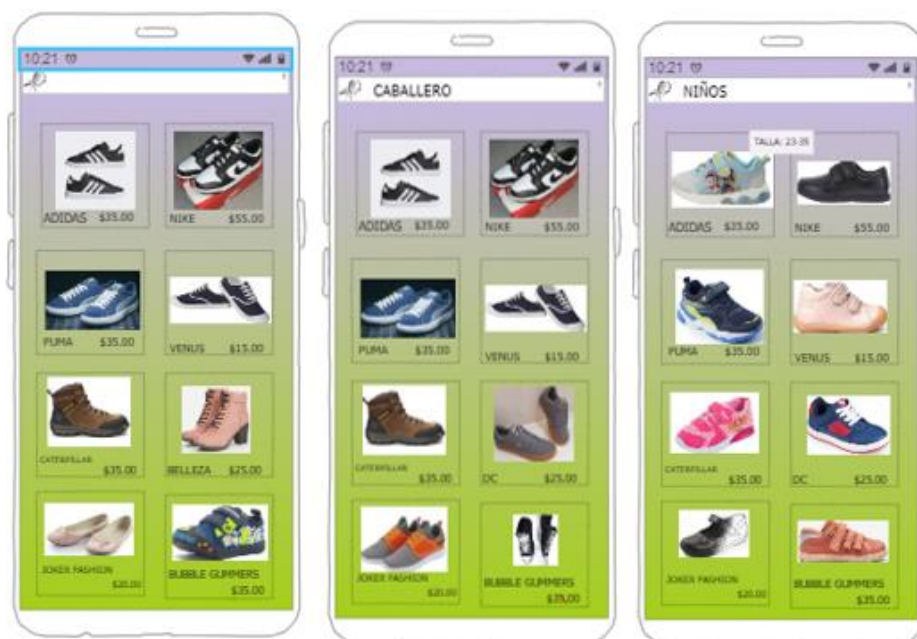 10:21
ADIDAS $35.00
NIKE $55.00
PUMA $35.00
VENUS $15.00
CATERPILLAR
$35.00
BELLEZA $25.00
JOKER FASHION
$20.00
BUBBLE GUMMERS
$35.00
10:21
CABALLERO
ADIDAS $35.00
NIKE $55.00
PUMA $35.00
VENUS $15.00
CATERPILLAR
$35.00
DC $25.00
JOKER FASHION
$20.00
BUBBLE GUMMERS
$35.00
10:21
NIÑOS
TALLA: 23-35
ADIDAS $35.00
NIKE $55.00
PUMA $35.00
VENUS $15.00
CATERPILLAR
$35.00
DC $25.00
JOKER FASHION
$20.00
BUBBLE GUMMERS
$35.00